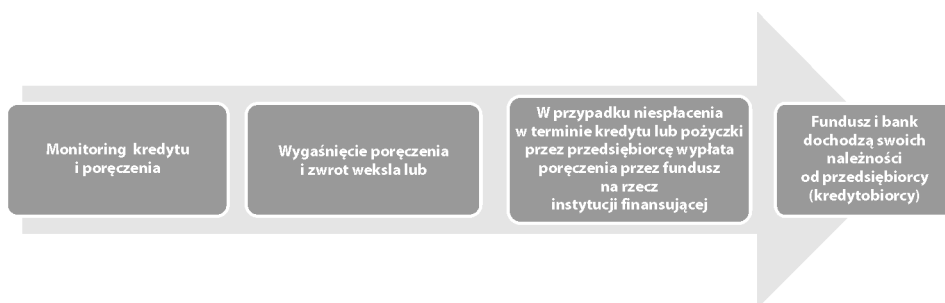 Monitoring kredytu
i poręczenia
Wygaśnięcie poręczenia
i zwrot weksla lub
W przypadku niespłacenia
w terminie kredytu lub pożyczki
przez przedsiębiorcę wypłata
poręczenia przez fundusz
na rzecz
instytucji finansującej
Fundusz i bank
dochodzą swoich
należności
od przedsiębiorcy
(kredytobiorcy)